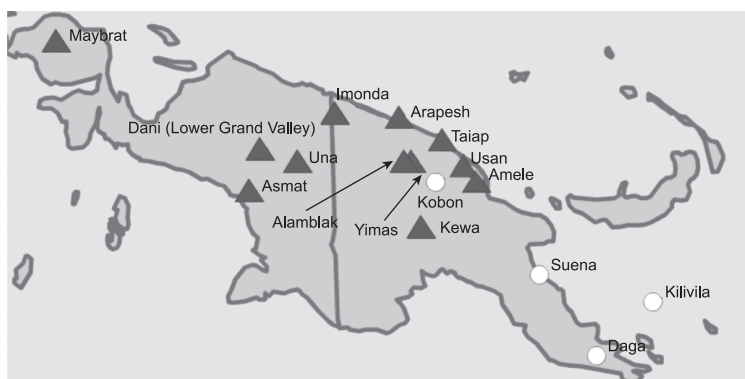 Maybrat
Imonda
Arapesh
Dani (Lower Grand Valley)
Taiap
Una
Usan
Asmat
Amele
Alamblak
Kobon
Yimas
Kewa
Suena
Kilivila
Daga